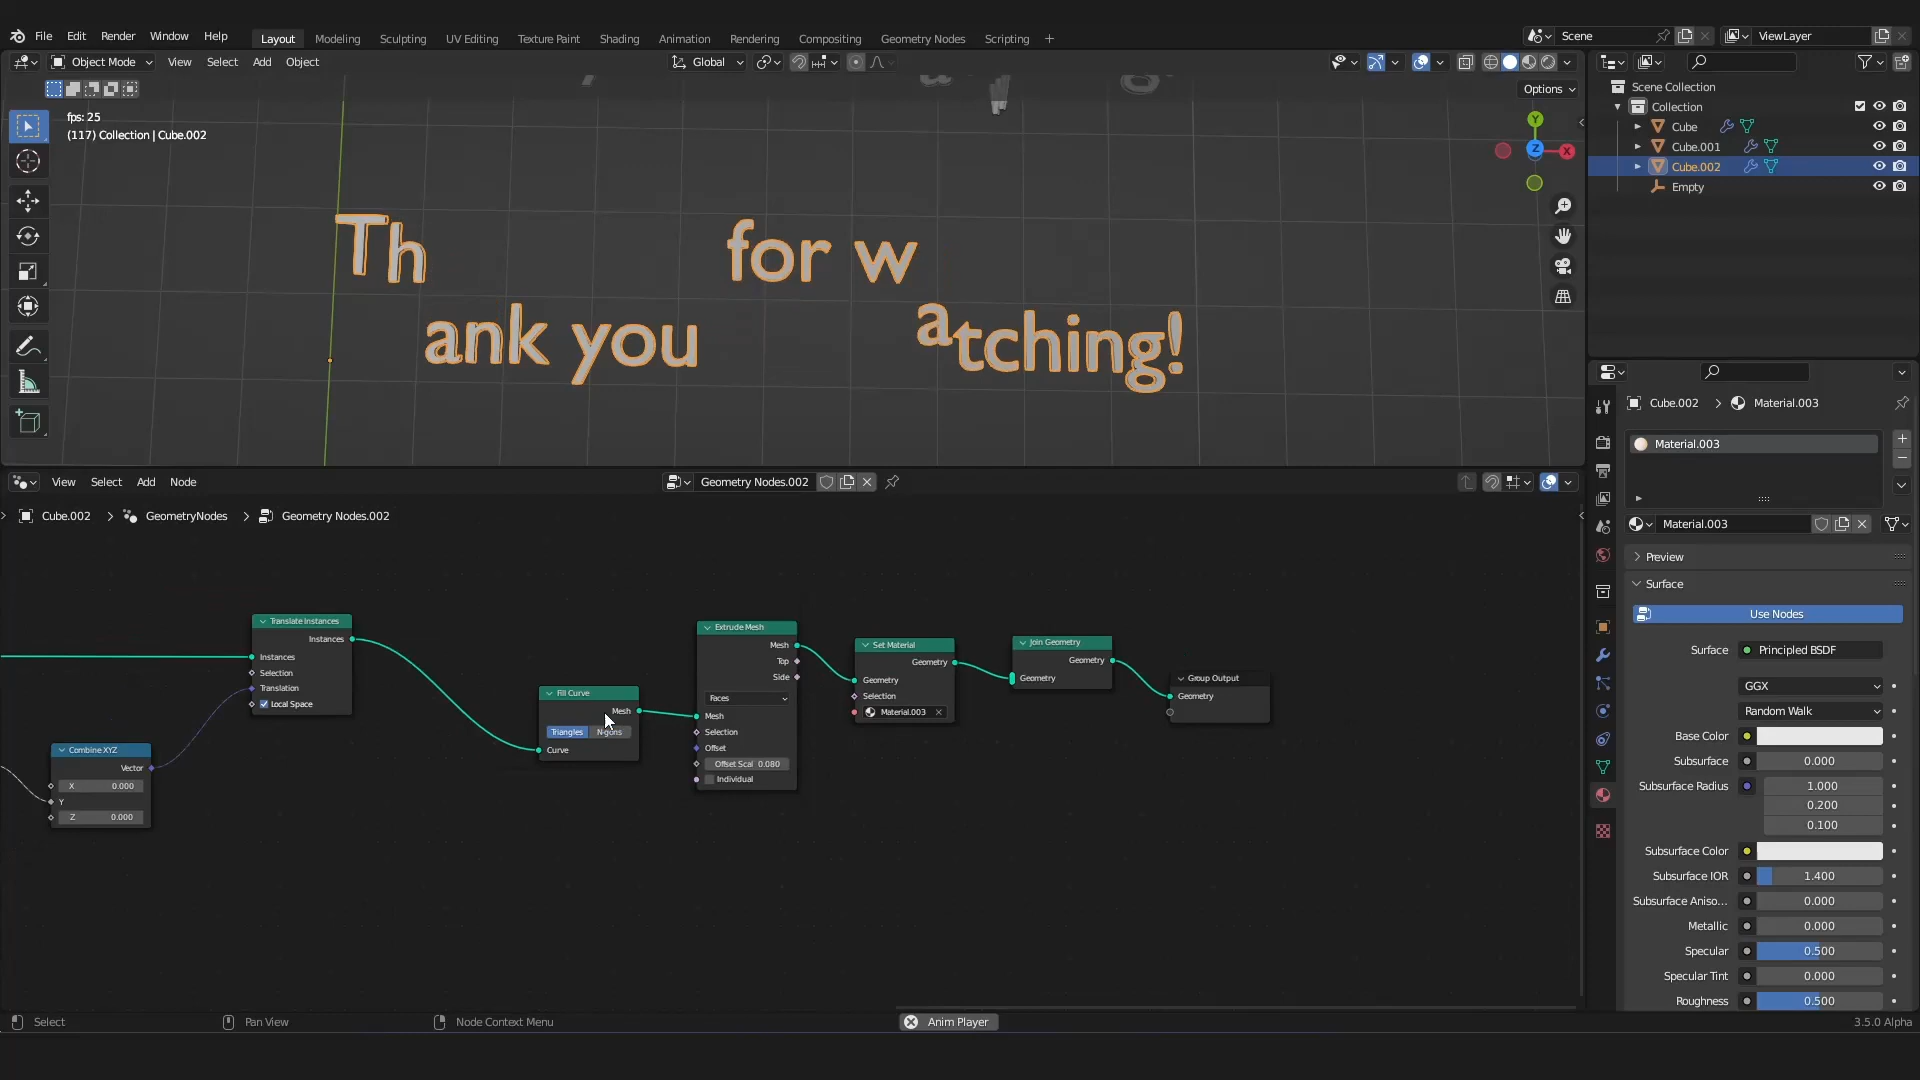 File Edit Render Window Help Layout Modeling Sculpting UV Editing Texture Paint Shading Animation Rendering Compositing Geometry Nodes Scripting + Scene ViewLayer
Object Mode View Select Add Object Global
Options
fps: 25
(117) Collection | Cube.002
Y
Z
X
Th for w
ank you atching!
Scene Collection
Collection
Cube
Cube.001
Cube.002
Empty
Cube.002 > Material.003
Material.003
Material.003
Preview
Surface
Use Nodes
Surface Principled BSDF
GGX
Random Walk
Base Color
Subsurface 0.000
Subsurface Radius 1.000
0.200
0.100
Subsurface Color
Subsurface IOR 1.400
Subsurface Aniso... 0.000
Metallic 0.000
Specular 0.500
Specular Tint 0.000
Roughness 0.500
View Select Add Node Geometry Nodes.002
Cube.002 > GeometryNodes > Geometry Nodes.002
Translate Instances
Instances
Instances
Selection
Translation
Local Space
Combine XYZ
Vector
X 0.000
Y
Z 0.000
Fill Curve
Mesh
Triangles N-gons
Curve
Extrude Mesh
Mesh
Top
Side
Faces
Mesh
Selection
Offset
Offset Scal 0.080
Individual
Set Material
Geometry
Geometry
Selection
Material.003
Join Geometry
Geometry
Geometry
Group Output
Geometry
Select Pan View Node Context Menu Anim Player 3.5.0 Alpha